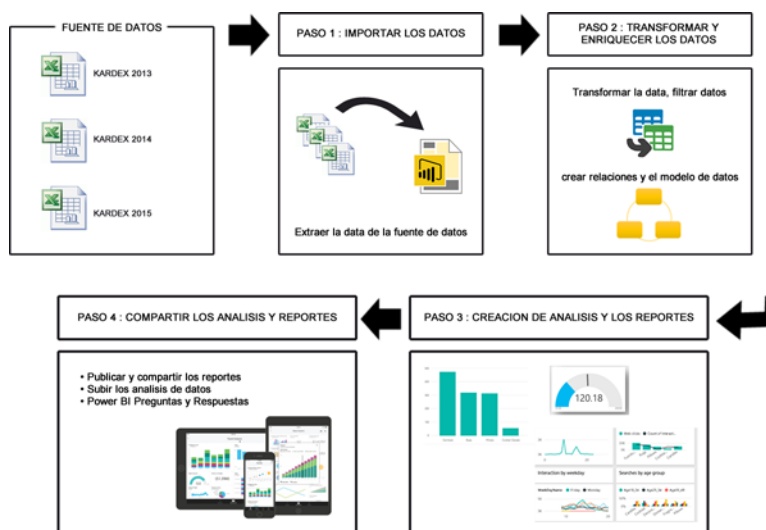 FUENTE DE DATOS
KARDEX 2013
KARDEX 2014
KARDEX 2015
PASO 1 : IMPORTAR LOS DATOS
Extraer la data de la fuente de datos
PASO 2 : TRANSFORMAR Y
ENRIQUECER LOS DATOS
Transformar la data, filtrar datos
crear relaciones y el modelo de datos
PASO 3 : CREACION DE ANALISIS Y LOS REPORTES
120.18
Interaction by weekday
Searches by age group
PASO 4 : COMPARTIR LOS ANALISIS Y REPORTES
• Publicar y compartir los reportes
• Subir los analisis de datos
• Power BI Preguntas y Respuestas